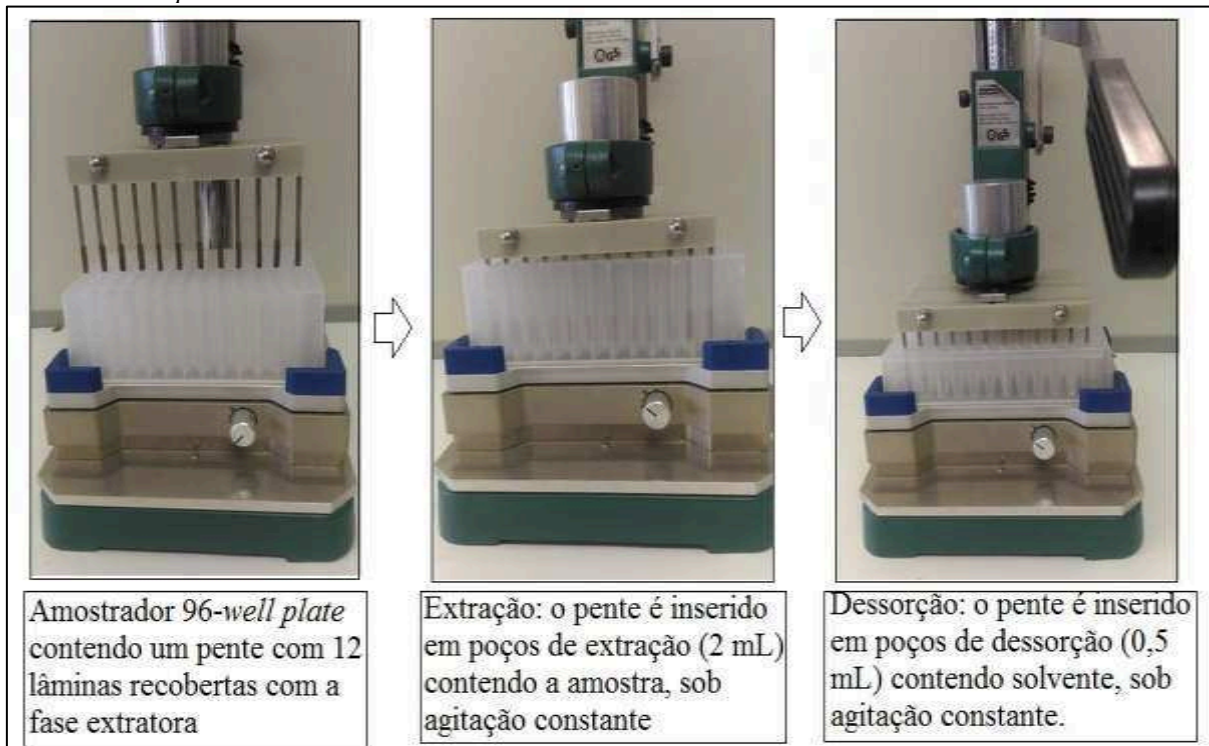 Amostrador 96-well plate
contendo um pente com 12
lâminas recobertas com a
fase extratora
Extração: o pente é inserido
em poços de extração (2 mL)
contendo a amostra, sob
agitação constante
Dessorção: o pente é inserido
em poços de dessorção (0,5
mL) contendo solvente, sob
agitação constante.